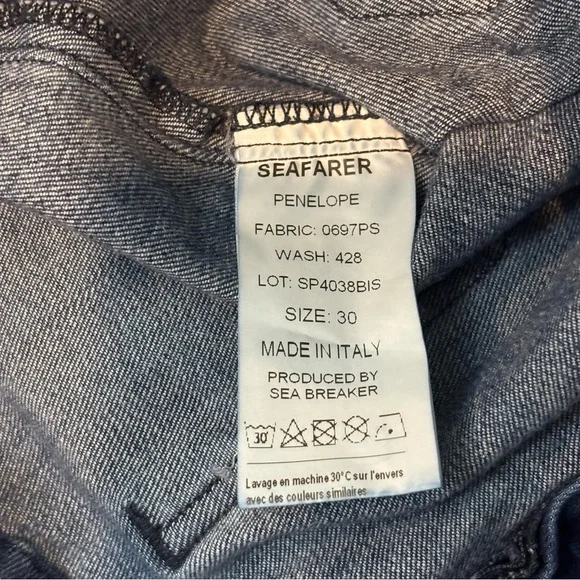 SEAFARER
PENELOPE
FABRIC: 0697PS
WASH: 428
LOT: SP4038BIS
SIZE: 30
MADE IN ITALY
PRODUCED BY
SEA BREAKER
30°
Lavage en machine 30°C sur l'envers
avec des couleurs similaires